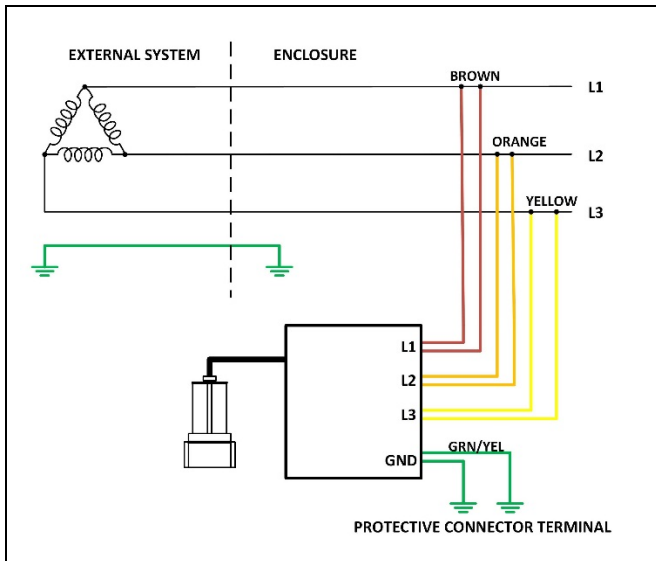 EXTERNAL SYSTEM
ENCLOSURE
BROWN
L1
ORANGE
L2
YELLOW
L3
L1
L2
L3
GRN/YEL
GND
PROTECTIVE CONNECTOR TERMINAL